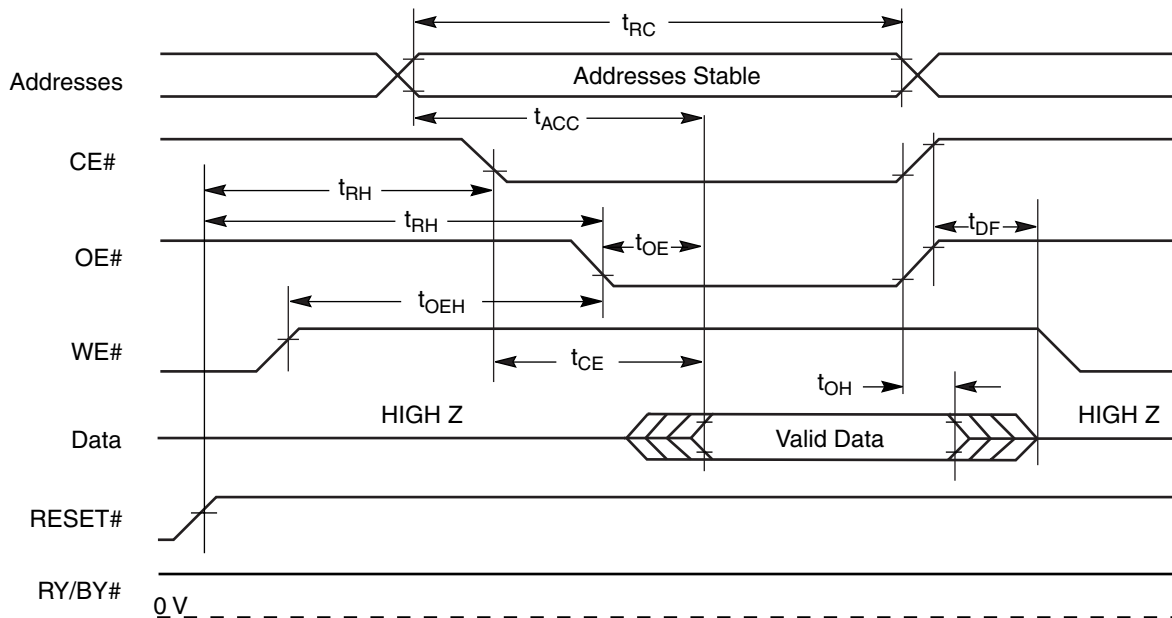 tRC
Addresses
Addresses Stable
tACC
CE#
tRH
tRH
tDF
OE#
tOE
tOEH
WE#
tCE
tOH
HIGH Z
HIGH Z
Data
Valid Data
RESET#
RY/BY#
0 V